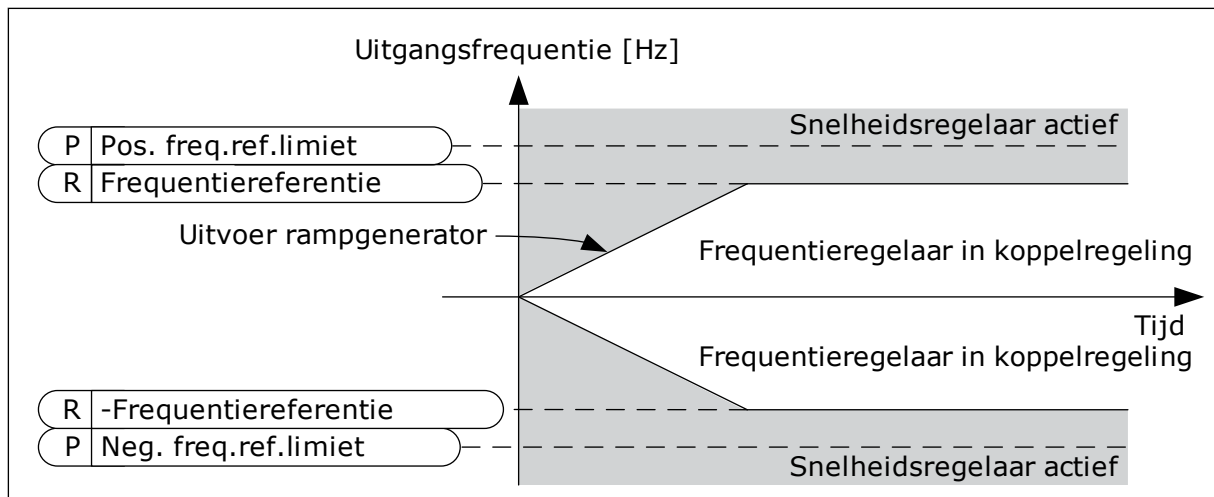 Uitgangsfrequentie [Hz]
Snelheidsregelaar actief
P Pos. freq.ref.limiet
R Frequentiereferentie
Uitvoer rampgenerator
Frequentieregelaar in koppelregeling
Tijd
Frequentieregelaar in koppelregeling
R -Frequentiereferentie
P Neg. freq.ref.limiet
Snelheidsregelaar actief